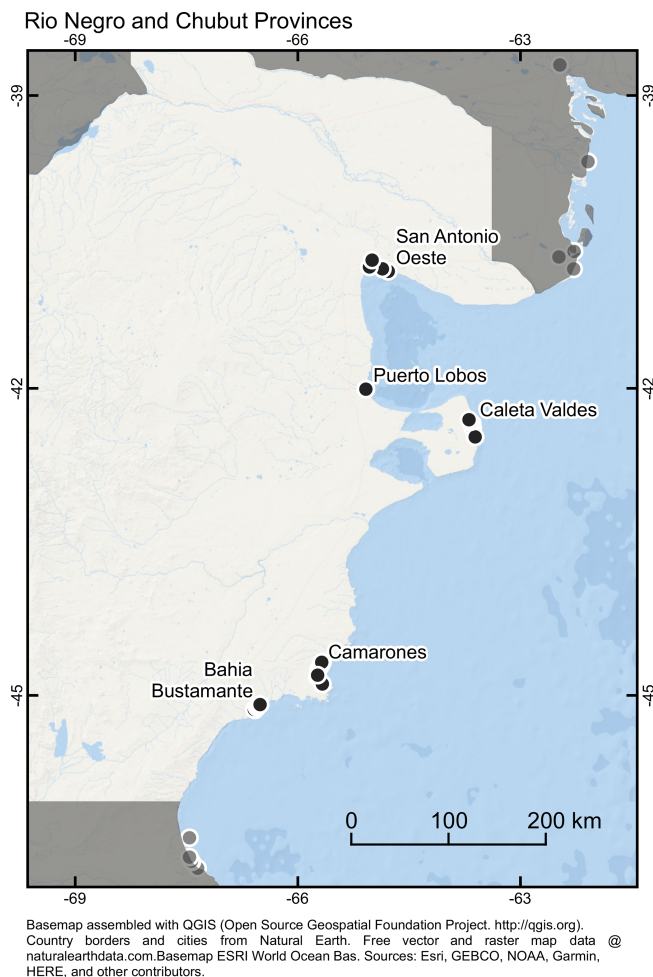 Rio Negro and Chubut Provinces
-69 -66 -63
-39 -39
San Antonio
Oeste
Puerto Lobos
-42 -42
Caleta Valdes
Camarones
Bahia
Bustamante
-45 -45
0 100 200 km
-69 -66 -63
Basemap assembled with QGIS (Open Source Geospatial Foundation Project. http://qgis.org).
Country borders and cities from Natural Earth. Free vector and raster map data @
naturalearthdata.com.Basemap ESRI World Ocean Bas. Sources: Esri, GEBCO, NOAA, Garmin,
HERE, and other contributors.